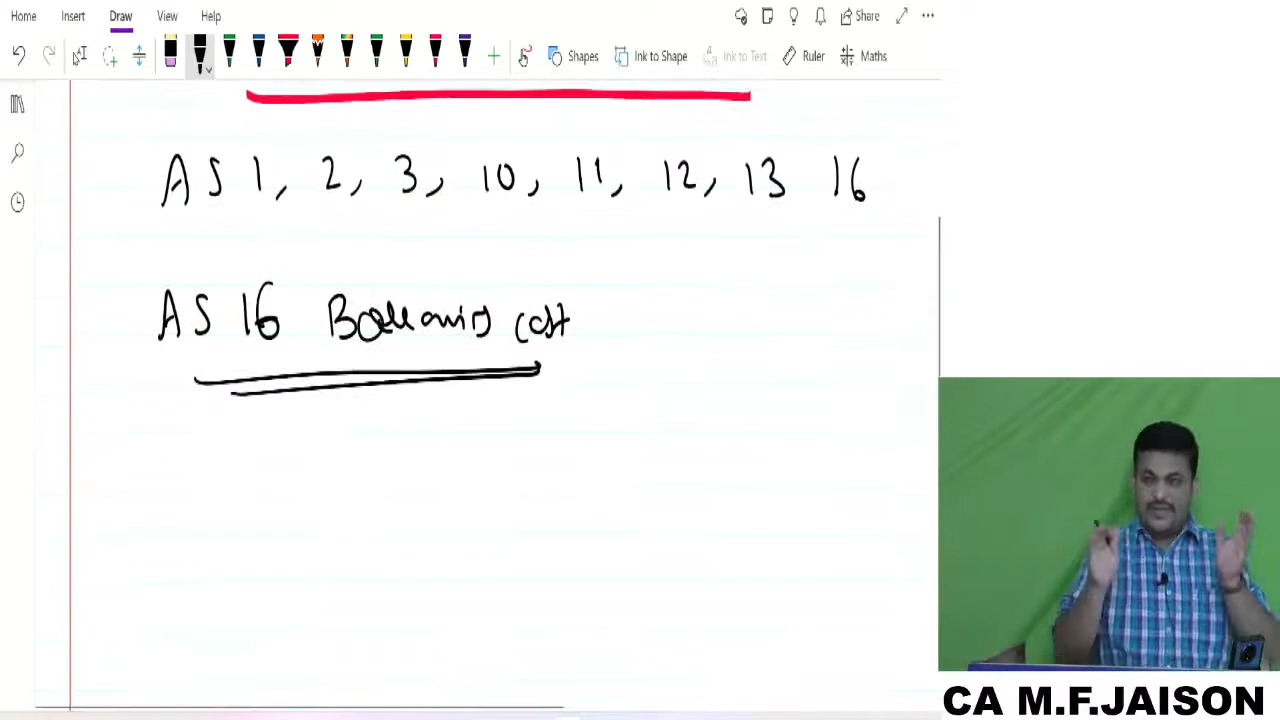 Home Insert Draw View Help Share
Shapes Ink to Shape Ink to Text Ruler Maths
AS 1, 2, 3, 10, 11, 12, 13 16
AS 16 Borrowing cost
CA M.F.JAISON